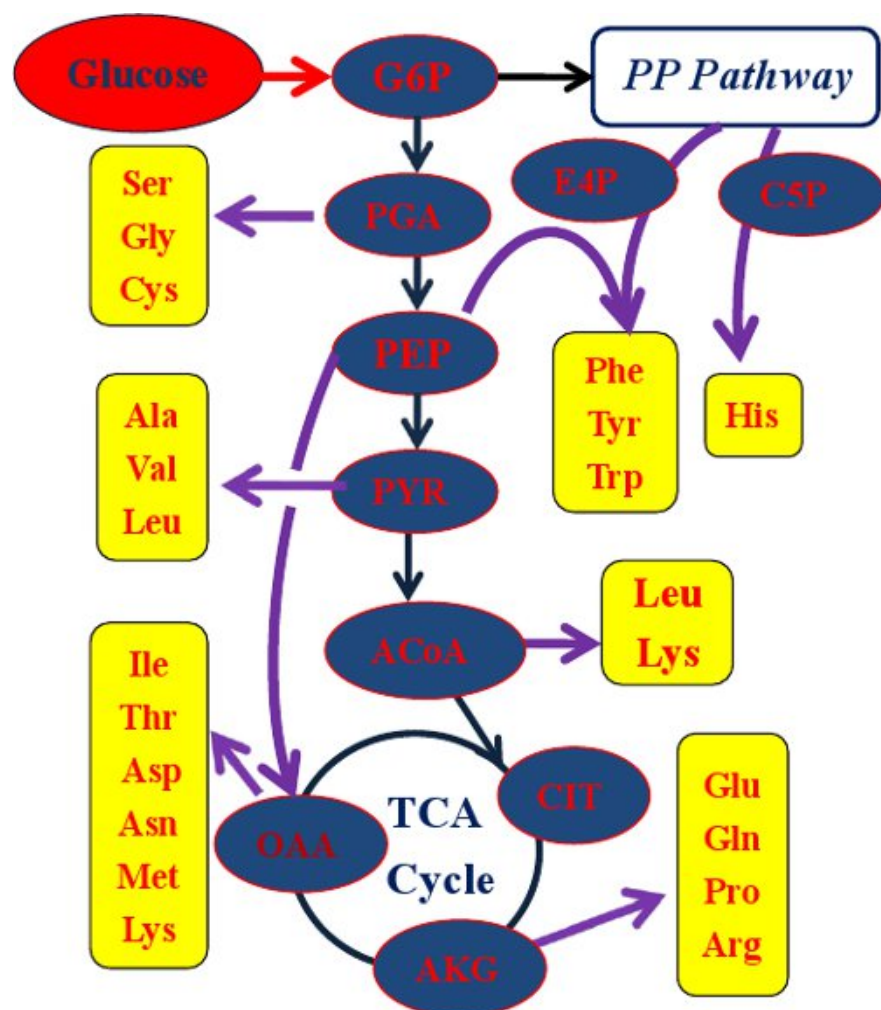 Glucose
G6P
PP Pathway
E4P
C5P
Ser
Gly
Cys
PGA
PEP
Phe
Tyr
Trp
His
Ala
Val
Leu
PYR
ACoA
Leu
Lys
Ile
Thr
Asp
Asn
Met
Lys
OAA
TCA
Cycle
CIT
AKG
Glu
Gln
Pro
Arg